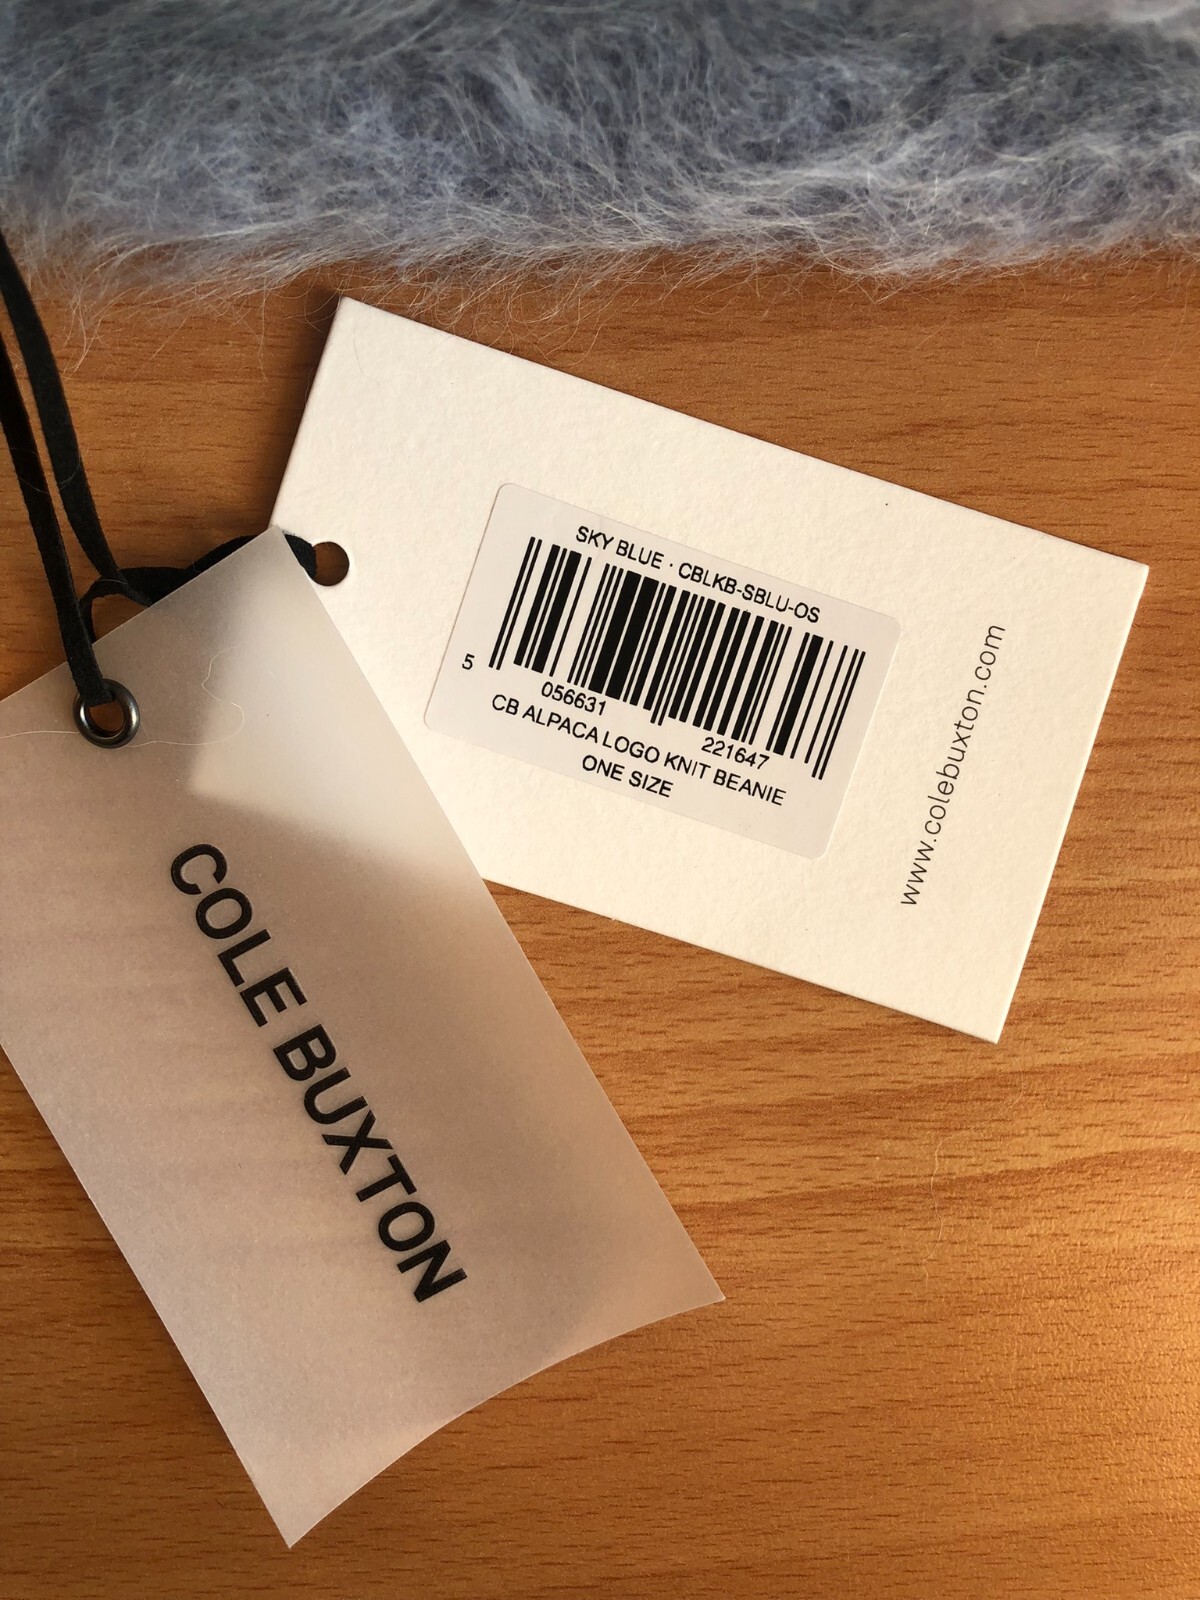 SKY BLUE · CBLKB-SBLU-OS
5 056631 221647
CB ALPACA LOGO KNIT BEANIE
ONE SIZE
www.colebuxton.com
COLE BUXTON